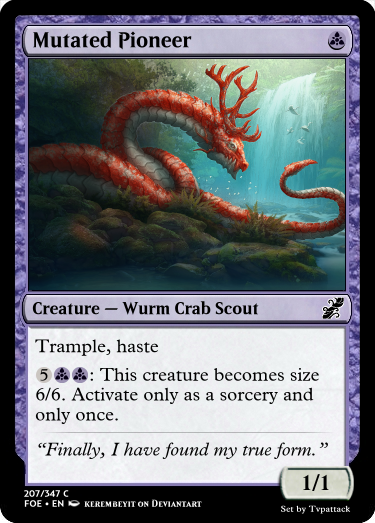 Mutated Pioneer
Creature — Wurm Crab Scout
Trample, haste
5: This creature becomes size
6/6. Activate only as a sorcery and
only once.
“Finally, I have found my true form.”
1/1
207/347 C
FOE • EN KEREMBEYIT ON DEVIANTART
Set by Tvpattack